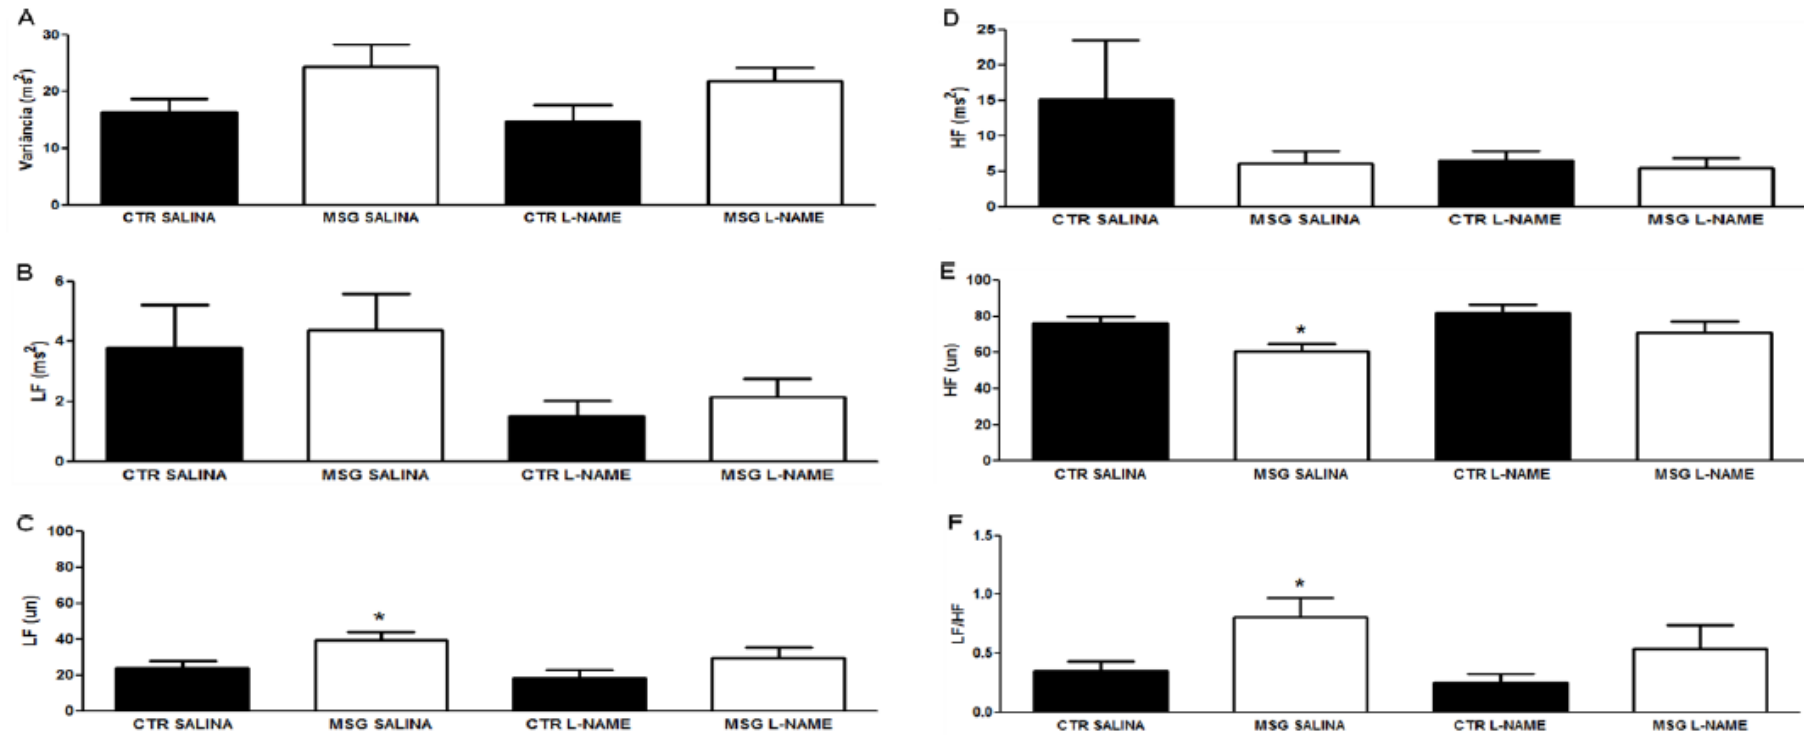 A
Variância (ms²)
30
20
10
0
CTR SALINA MSG SALINA CTR L-NAME MSG L-NAME
B
LF (ms²)
6
4
2
0
CTR SALINA MSG SALINA CTR L-NAME MSG L-NAME
C
LF (un)
100
80
60
40
20
0
*
CTR SALINA MSG SALINA CTR L-NAME MSG L-NAME
D
HF (ms²)
25
20
15
10
5
0
CTR SALINA MSG SALINA CTR L-NAME MSG L-NAME
E
HF (un)
100
80
60
40
20
0
*
CTR SALINA MSG SALINA CTR L-NAME MSG L-NAME
F
LF/HF
1.5
1.0
0.5
0.0
*
CTR SALINA MSG SALINA CTR L-NAME MSG L-NAME